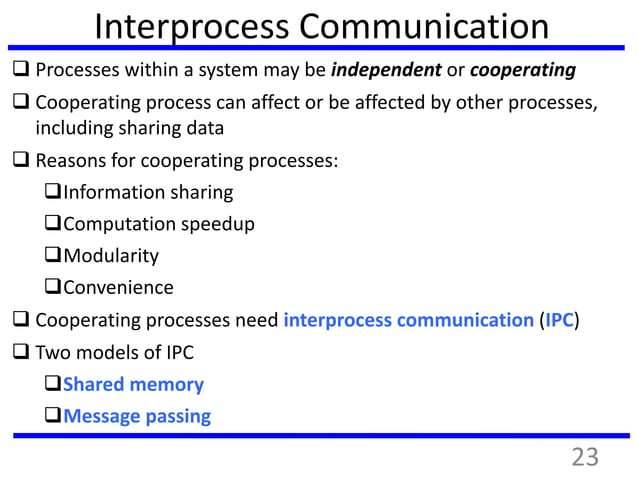 Interprocess Communication
❑ Processes within a system may be independent or cooperating
❑ Cooperating process can affect or be affected by other processes,
including sharing data
❑ Reasons for cooperating processes:
❑Information sharing
❑Computation speedup
❑Modularity
❑Convenience
❑ Cooperating processes need interprocess communication (IPC)
❑ Two models of IPC
❑Shared memory
❑Message passing
23